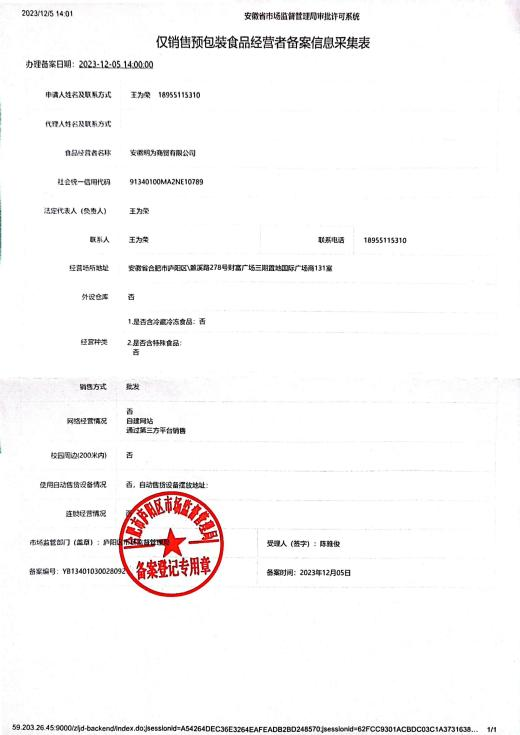 2023/12/5 14:01
安徽省市场监督管理局审批许可系统
仅销售预包装食品经营者备案信息采集表
办理备案日期: 2023-12-05 14:00:00
申请人姓名及联系方式 王为荣 18955115310
代理人姓名及联系方式
食品经营者名称 安徽明为商贸有限公司
社会统一信用代码 91340100MA2NE10789
法定代表人（负责人） 王为荣
联系人 王为荣 联系电话 18955115310
经营场所地址 安徽省合肥市庐阳区\濉溪路278号财富广场三期置地国际广场商131室
外设仓库 否
1.是否含冷藏冷冻食品: 否
经营种类 2.是否含特殊食品:
否
销售方式 批发
否
网络经营情况 自建网站
通过第三方平台销售
校园周边(200米内) 否
使用自动售货设备情况 否，自动售货设备摆放地址:
连锁经营情况
合肥市庐阳区市场监督管理局
市场监管部门（盖章）: 庐阳区市场监督管理局 受理人（签字）: 陈雅俊
备案登记专用章
备案编号: YB13401030028092 备案时间: 2023年12月05日
59.203.26.45:9000/zljd-backend/index.do;jsessionid=A54264DEC36E3264EAFEADB2BD248570;jsessionid=62FCC9301ACBDC03C1A3731638... 1/1